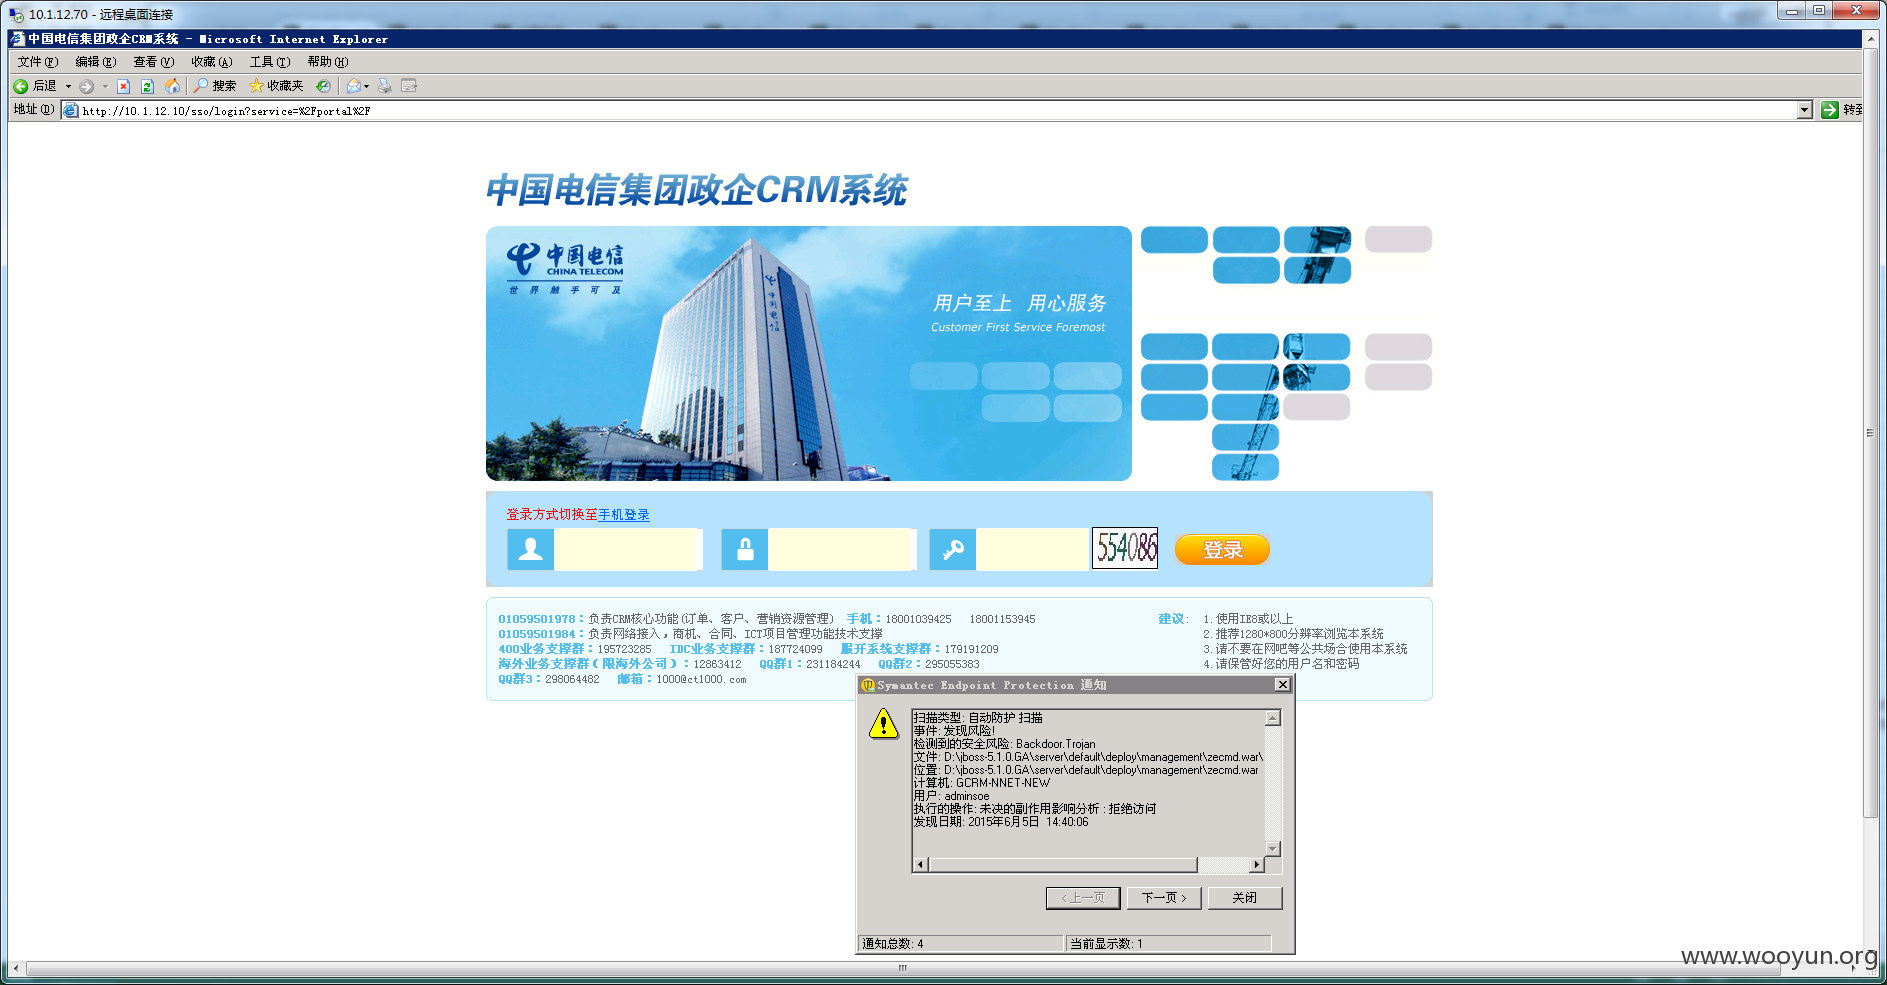 10.1.12.70 - 远程桌面连接
中国电信集团政企CRM系统 - Microsoft Internet Explorer
文件(F) 编辑(E) 查看(V) 收藏(A) 工具(T) 帮助(H)
后退 搜索 收藏夹
地址(D) http://10.1.12.10/sso/login?service=%2Fportal%2F 转到
中国电信集团政企CRM系统
中国电信
CHINA TELECOM
世界触手可及
中国电信
用户至上 用心服务
Customer First Service Foremost
登录方式切换至手机登录
554086 登录
01059501978：负责CRM核心功能(订单、客户、营销资源管理) 手机：18001039425 18001153945
01059501984：负责网络接入，商机、合同、ICT项目管理功能技术支撑
400业务支撑群：195723285 IDC业务支撑群：187724099 服开系统支撑群：179191209
海外业务支撑群(限海外公司)：12863412 QQ群1：231184244 QQ群2：295055383
QQ群3：298064482 邮箱：1000@ct1000.com
建议: 1.使用IE8或以上
2.推荐1280*800分辨率浏览本系统
3.请不要在网吧等公共场合使用本系统
4.请保管好您的用户名和密码
Symantec Endpoint Protection 通知
扫描类型: 自动防护 扫描
事件: 发现风险!
检测到的安全风险: Backdoor.Trojan
文件: D:\jboss-5.1.0.GA\server\default\deploy\management\zecmd.war\
位置: D:\jboss-5.1.0.GA\server\default\deploy\management\zecmd.war
计算机: GCRM-NNET-NEW
用户: adminsoe
执行的操作: 未决的副作用影响分析 : 拒绝访问
发现日期: 2015年6月5日 14:40:06
<上一页 下一页> 关闭
通知总数: 4 当前显示数: 1
www.wooyun.org